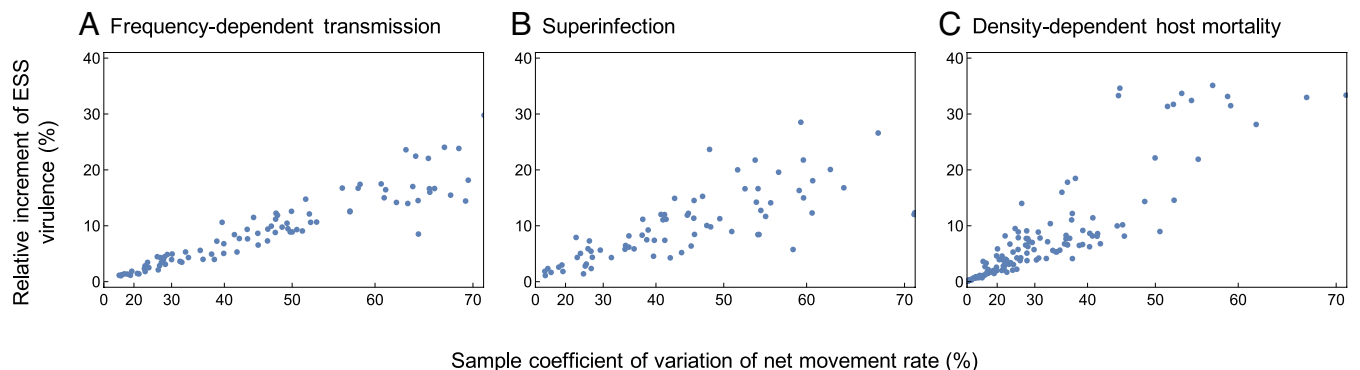 A Frequency-dependent transmission
B Superinfection
C Density-dependent host mortality
Relative increment of ESS
virulence (%)
40
30
20
10
0
0 20 30 40 50 60 70
40
30
20
10
0
0 20 30 40 50 60 70
40
30
20
10
0
0 20 30 40 50 60 70
Sample coefficient of variation of net movement rate (%)